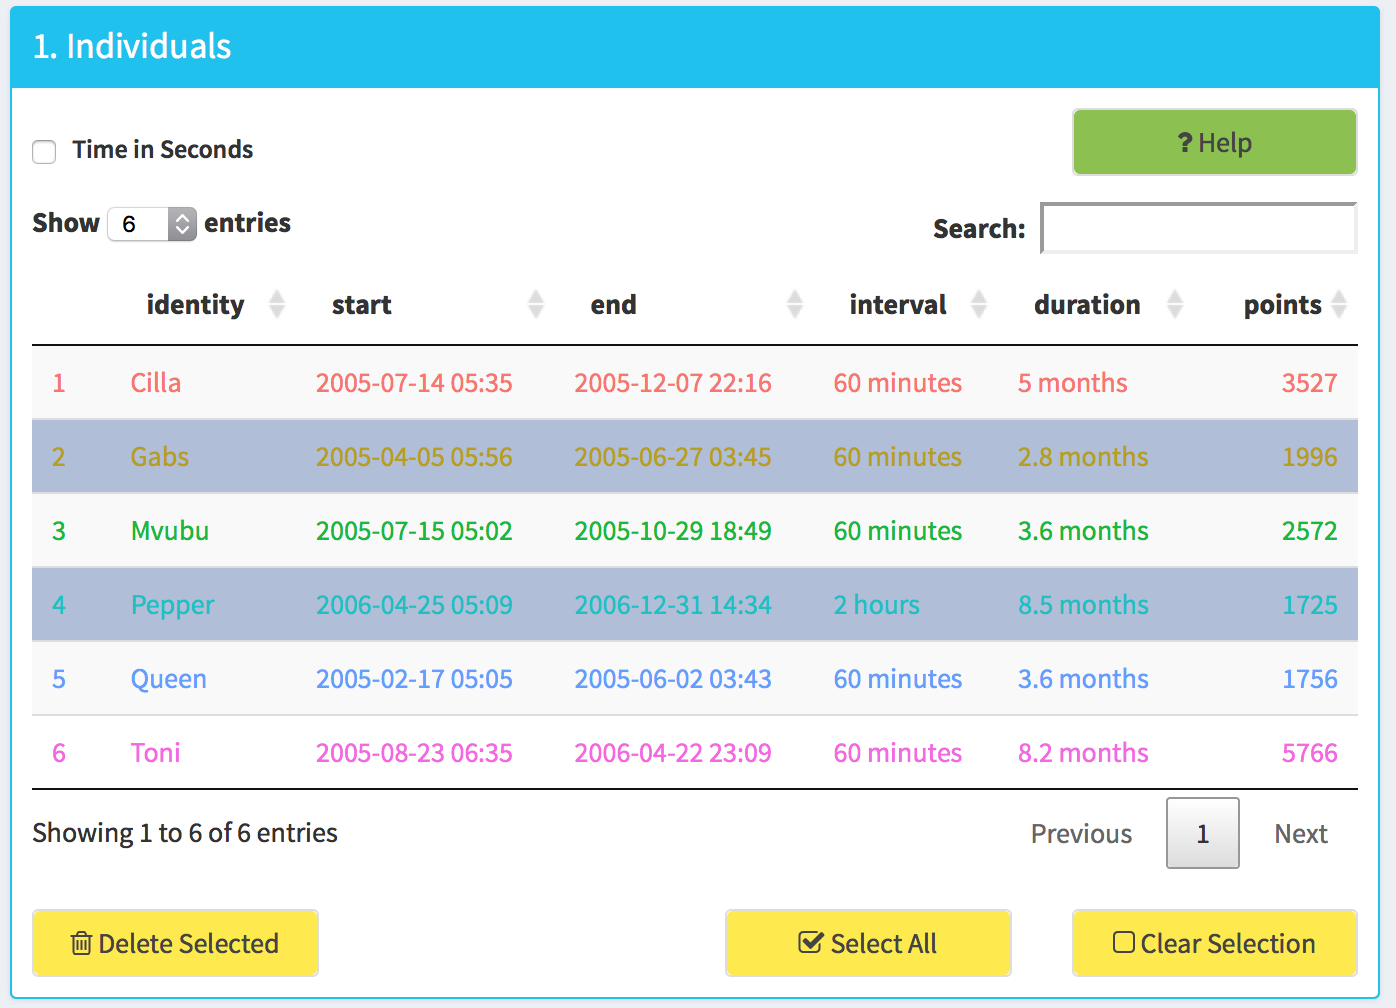 1. Individuals
Time in Seconds
? Help
Show 6 entries
Search:
identity start end interval duration points
1 Cilla 2005-07-14 05:35 2005-12-07 22:16 60 minutes 5 months 3527
2 Gabs 2005-04-05 05:56 2005-06-27 03:45 60 minutes 2.8 months 1996
3 Mvubu 2005-07-15 05:02 2005-10-29 18:49 60 minutes 3.6 months 2572
4 Pepper 2006-04-25 05:09 2006-12-31 14:34 2 hours 8.5 months 1725
5 Queen 2005-02-17 05:05 2005-06-02 03:43 60 minutes 3.6 months 1756
6 Toni 2005-08-23 06:35 2006-04-22 23:09 60 minutes 8.2 months 5766
Showing 1 to 6 of 6 entries
Previous 1 Next
Delete Selected
Select All
Clear Selection